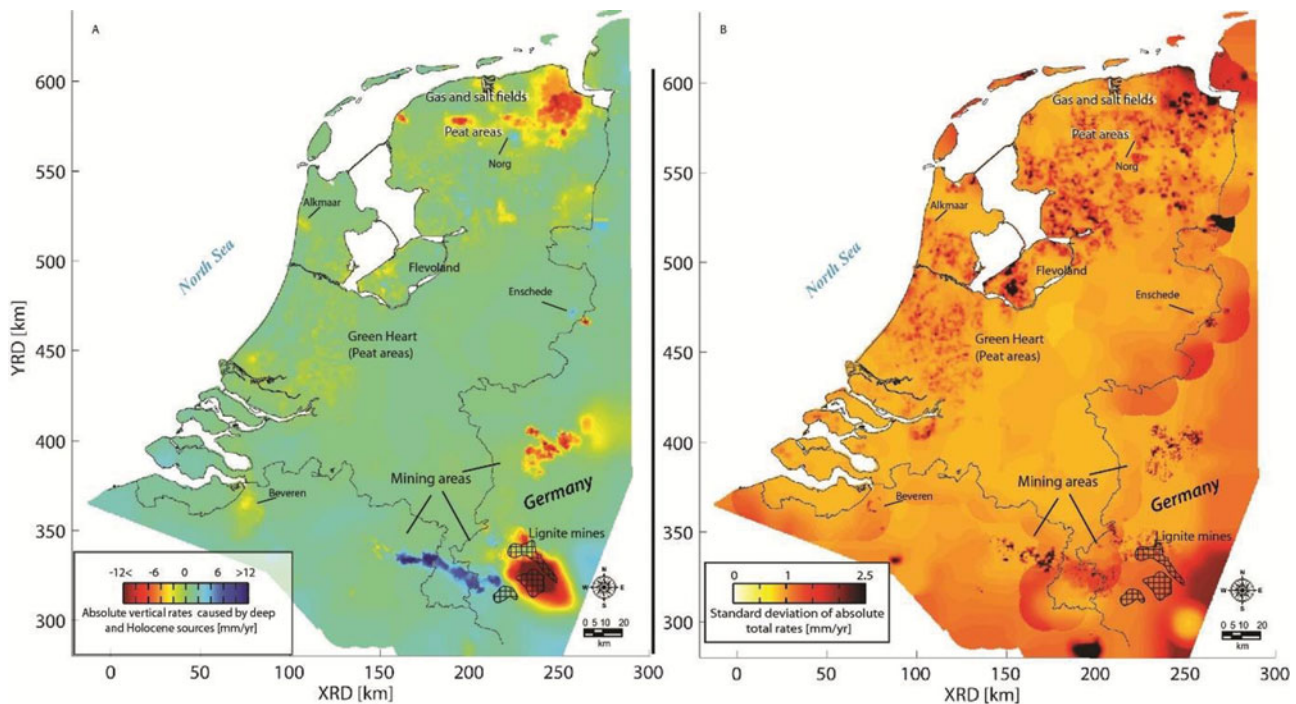 A
600
550
500
450
400
350
300
YRD [km]
0
50
100
150
200
250
300
XRD [km]
North Sea
Gas and salt fields
Peat areas
Norg
Alkmaar
Flevoland
Enschede
Green Heart
(Peat areas)
Mining areas
Germany
Beveren
Lignite mines
-12<
-6
0
6
>12
Absolute vertical rates caused by deep
and Holocene sources [mm/yr]
N
W
E
S
0 5 10 20
km
B
600
550
500
450
400
350
300
0
50
100
150
200
250
300
XRD [km]
North Sea
Gas and salt fields
Peat areas
Norg
Alkmaar
Flevoland
Enschede
Green Heart
(Peat areas)
Mining areas
Germany
Beveren
Lignite mines
0
1
2.5
Standard deviation of absolute
total rates [mm/yr]
N
W
E
S
0 5 10 20
km